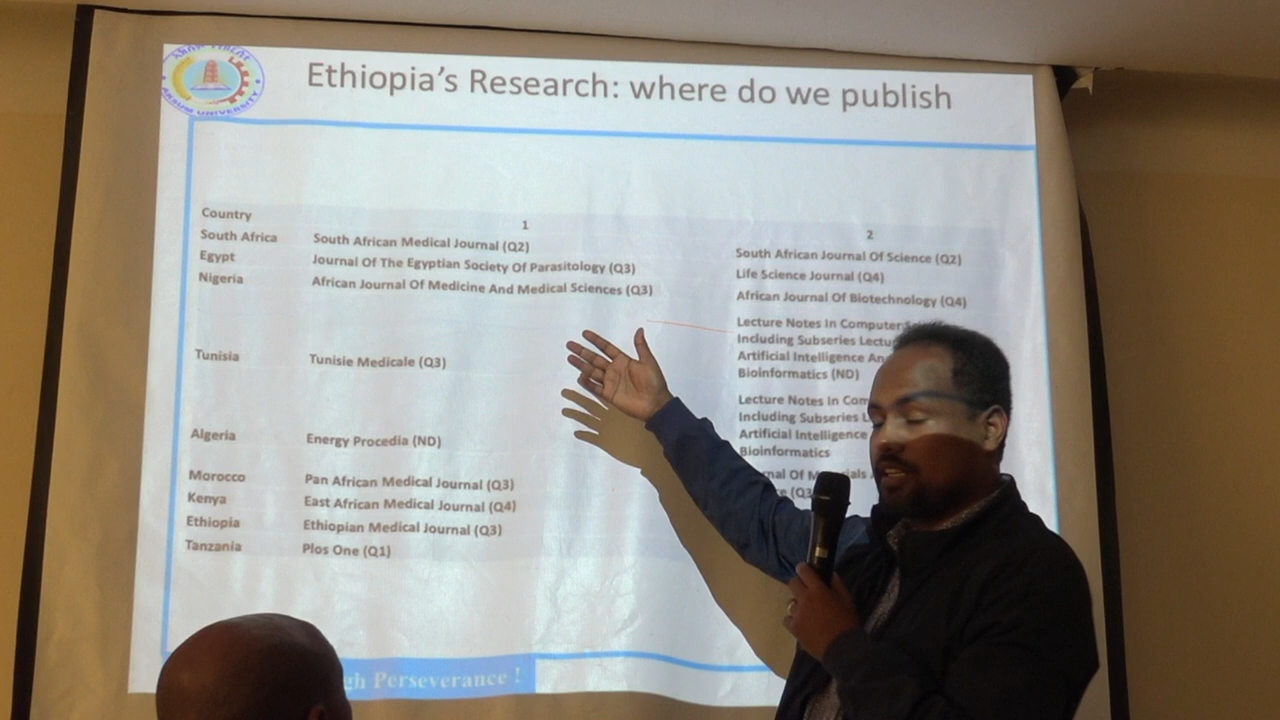 AKSUM UNIVERSITY
Ethiopia's Research: where do we publish
Country 1 2
South Africa South African Medical Journal (Q2) South African Journal Of Science (Q2)
Egypt Journal Of The Egyptian Society Of Parasitology (Q3) Life Science Journal (Q4)
Nigeria African Journal Of Medicine And Medical Sciences (Q3) African Journal Of Biotechnology (Q4)
Lecture Notes In Computer
Including Subseries
Tunisia Tunisie Medicale (Q3) Artificial Intelligence
Bioinformatics (ND)
Lecture Notes In
Including Subseries
Algeria Energy Procedia (ND) Artificial Intelligence
Bioinformatics
Morocco Pan African Medical Journal (Q3) Of
Kenya East African Medical Journal (Q4)
Ethiopia Ethiopian Medical Journal (Q3)
Tanzania Plos One (Q1)
Perseverance !